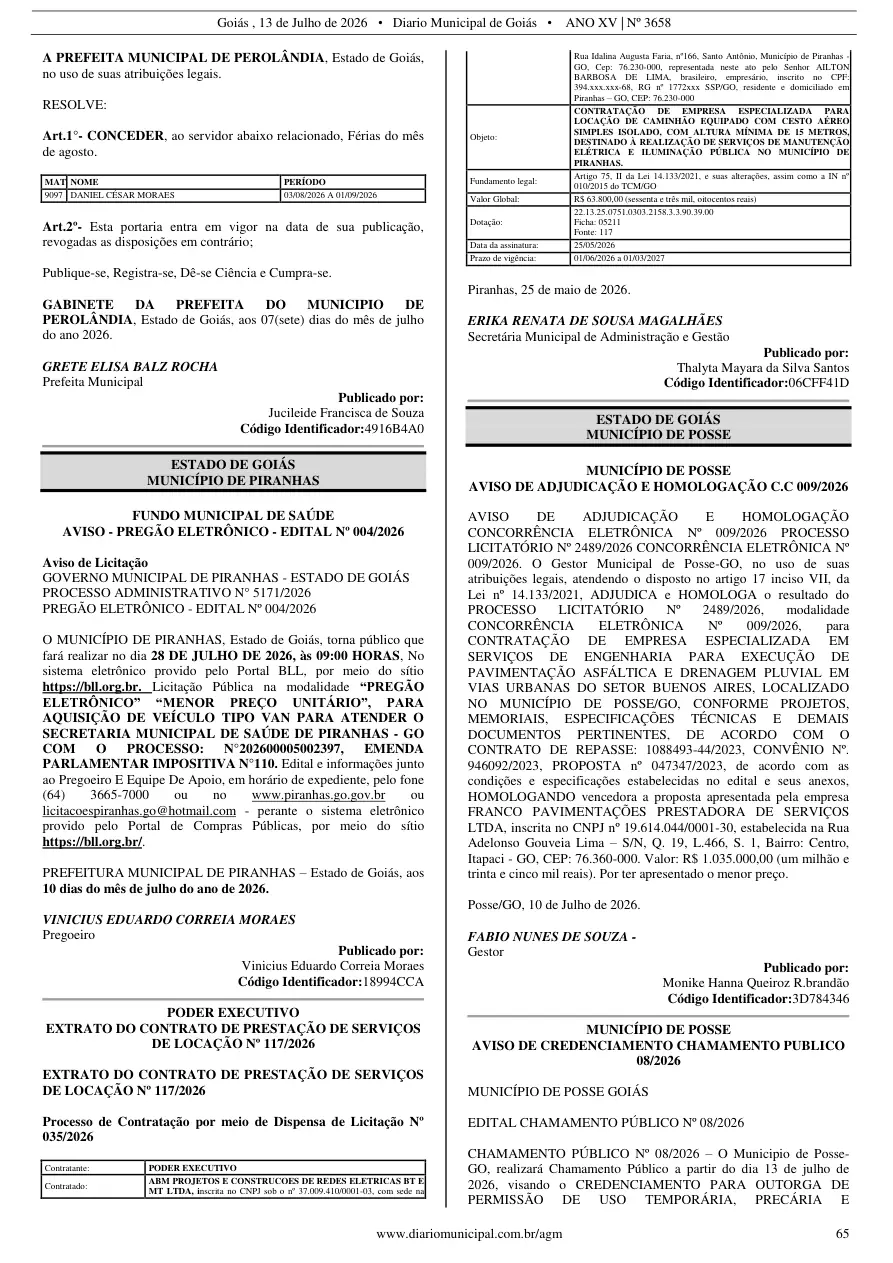 Goiás , 13 de Julho de 2026 • Diario Municipal de Goiás • ANO XV | Nº 3658
A PREFEITA MUNICIPAL DE PEROLÂNDIA, Estado de Goiás,
no uso de suas atribuições legais.
RESOLVE:
Art.1°- CONCEDER, ao servidor abaixo relacionado, Férias do mês
de agosto.
MAT NOME PERÍODO
9097 DANIEL CÉSAR MORAES 03/08/2026 A 01/09/2026
Art.2º- Esta portaria entra em vigor na data de sua publicação,
revogadas as disposições em contrário;
Publique-se, Registra-se, Dê-se Ciência e Cumpra-se.
GABINETE DA PREFEITA DO MUNICIPIO DE
PEROLÂNDIA, Estado de Goiás, aos 07(sete) dias do mês de julho
do ano 2026.
GRETE ELISA BALZ ROCHA
Prefeita Municipal
Publicado por:
Jucileide Francisca de Souza
Código Identificador:4916B4A0
ESTADO DE GOIÁS
MUNICÍPIO DE PIRANHAS
FUNDO MUNICIPAL DE SAÚDE
AVISO - PREGÃO ELETRÔNICO - EDITAL Nº 004/2026
Aviso de Licitação
GOVERNO MUNICIPAL DE PIRANHAS - ESTADO DE GOIÁS
PROCESSO ADMINISTRATIVO N° 5171/2026
PREGÃO ELETRÔNICO - EDITAL Nº 004/2026
O MUNICÍPIO DE PIRANHAS, Estado de Goiás, torna público que
fará realizar no dia 28 DE JULHO DE 2026, às 09:00 HORAS, No
sistema eletrônico provido pelo Portal BLL, por meio do sítio
https://bll.org.br. Licitação Pública na modalidade “PREGÃO
ELETRÔNICO” “MENOR PREÇO UNITÁRIO”, PARA
AQUISIÇÃO DE VEÍCULO TIPO VAN PARA ATENDER O
SECRETARIA MUNICIPAL DE SAÚDE DE PIRANHAS - GO
COM O PROCESSO: N°202600005002397, EMENDA
PARLAMENTAR IMPOSITIVA N°110. Edital e informações junto
ao Pregoeiro E Equipe De Apoio, em horário de expediente, pelo fone
(64) 3665-7000 ou no www.piranhas.go.gov.br ou
licitacoespiranhas.go@hotmail.com - perante o sistema eletrônico
provido pelo Portal de Compras Públicas, por meio do sítio
https://bll.org.br/.
PREFEITURA MUNICIPAL DE PIRANHAS – Estado de Goiás, aos
10 dias do mês de julho do ano de 2026.
VINICIUS EDUARDO CORREIA MORAES
Pregoeiro
Publicado por:
Vinicius Eduardo Correia Moraes
Código Identificador:18994CCA
PODER EXECUTIVO
EXTRATO DO CONTRATO DE PRESTAÇÃO DE SERVIÇOS
DE LOCAÇÃO Nº 117/2026
EXTRATO DO CONTRATO DE PRESTAÇÃO DE SERVIÇOS
DE LOCAÇÃO Nº 117/2026
Processo de Contratação por meio de Dispensa de Licitação Nº
035/2026
Contratante: PODER EXECUTIVO
Contratado: ABM PROJETOS E CONSTRUCOES DE REDES ELETRICAS BT E
MT LTDA, inscrita no CNPJ sob o nº 37.009.410/0001-03, com sede na
Rua Idalina Augusta Faria, nº166, Santo Antônio, Município de Piranhas -
GO, Cep: 76.230-000, representada neste ato pelo Senhor AILTON
BARBOSA DE LIMA, brasileiro, empresário, inscrito no CPF:
394.xxx.xxx-68, RG nº 1772xxx SSP/GO, residente e domiciliado em
Piranhas – GO, CEP: 76.230-000
Objeto: CONTRATAÇÃO DE EMPRESA ESPECIALIZADA PARA
LOCAÇÃO DE CAMINHÃO EQUIPADO COM CESTO AÉREO
SIMPLES ISOLADO, COM ALTURA MÍNIMA DE 15 METROS,
DESTINADO À REALIZAÇÃO DE SERVIÇOS DE MANUTENÇÃO
ELÉTRICA E ILUMINAÇÃO PÚBLICA NO MUNICÍPIO DE
PIRANHAS.
Fundamento legal: Artigo 75, II da Lei 14.133/2021, e suas alterações, assim como a IN nº
010/2015 do TCM/GO
Valor Global: R$ 63.800,00 (sessenta e três mil, oitocentos reais)
Dotação: 22.13.25.0751.0303.2158.3.3.90.39.00
Ficha: 05211
Fonte: 117
Data da assinatura: 25/05/2026
Prazo de vigência: 01/06/2026 a 01/03/2027
Piranhas, 25 de maio de 2026.
ERIKA RENATA DE SOUSA MAGALHÃES
Secretária Municipal de Administração e Gestão
Publicado por:
Thalyta Mayara da Silva Santos
Código Identificador:06CFF41D
ESTADO DE GOIÁS
MUNICÍPIO DE POSSE
MUNICÍPIO DE POSSE
AVISO DE ADJUDICAÇÃO E HOMOLOGAÇÃO C.C 009/2026
AVISO DE ADJUDICAÇÃO E HOMOLOGAÇÃO
CONCORRÊNCIA ELETRÔNICA Nº 009/2026 PROCESSO
LICITATÓRIO Nº 2489/2026 CONCORRÊNCIA ELETRÔNICA Nº
009/2026. O Gestor Municipal de Posse-GO, no uso de suas
atribuições legais, atendendo o disposto no artigo 17 inciso VII, da
Lei nº 14.133/2021, ADJUDICA e HOMOLOGA o resultado do
PROCESSO LICITATÓRIO Nº 2489/2026, modalidade
CONCORRÊNCIA ELETRÔNICA Nº 009/2026, para
CONTRATAÇÃO DE EMPRESA ESPECIALIZADA EM
SERVIÇOS DE ENGENHARIA PARA EXECUÇÃO DE
PAVIMENTAÇÃO ASFÁLTICA E DRENAGEM PLUVIAL EM
VIAS URBANAS DO SETOR BUENOS AIRES, LOCALIZADO
NO MUNICÍPIO DE POSSE/GO, CONFORME PROJETOS,
MEMORIAIS, ESPECIFICAÇÕES TÉCNICAS E DEMAIS
DOCUMENTOS PERTINENTES, DE ACORDO COM O
CONTRATO DE REPASSE: 1088493-44/2023, CONVÊNIO Nº.
946092/2023, PROPOSTA nº 047347/2023, de acordo com as
condições e especificações estabelecidas no edital e seus anexos,
HOMOLOGANDO vencedora a proposta apresentada pela empresa
FRANCO PAVIMENTAÇÕES PRESTADORA DE SERVIÇOS
LTDA, inscrita no CNPJ nº 19.614.044/0001-30, estabelecida na Rua
Adelonso Gouveia Lima – S/N, Q. 19, L.466, S. 1, Bairro: Centro,
Itapaci - GO, CEP: 76.360-000. Valor: R$ 1.035.000,00 (um milhão e
trinta e cinco mil reais). Por ter apresentado o menor preço.
Posse/GO, 10 de Julho de 2026.
FABIO NUNES DE SOUZA -
Gestor
Publicado por:
Monike Hanna Queiroz R.brandão
Código Identificador:3D784346
MUNICÍPIO DE POSSE
AVISO DE CREDENCIAMENTO CHAMAMENTO PUBLICO
08/2026
MUNICÍPIO DE POSSE GOIÁS
EDITAL CHAMAMENTO PÚBLICO Nº 08/2026
CHAMAMENTO PÚBLICO Nº 08/2026 – O Municipio de Posse-
GO, realizará Chamamento Público a partir do dia 13 de julho de
2026, visando o CREDENCIAMENTO PARA OUTORGA DE
PERMISSÃO DE USO TEMPORÁRIA, PRECÁRIA E
www.diariomunicipal.com.br/agm 65